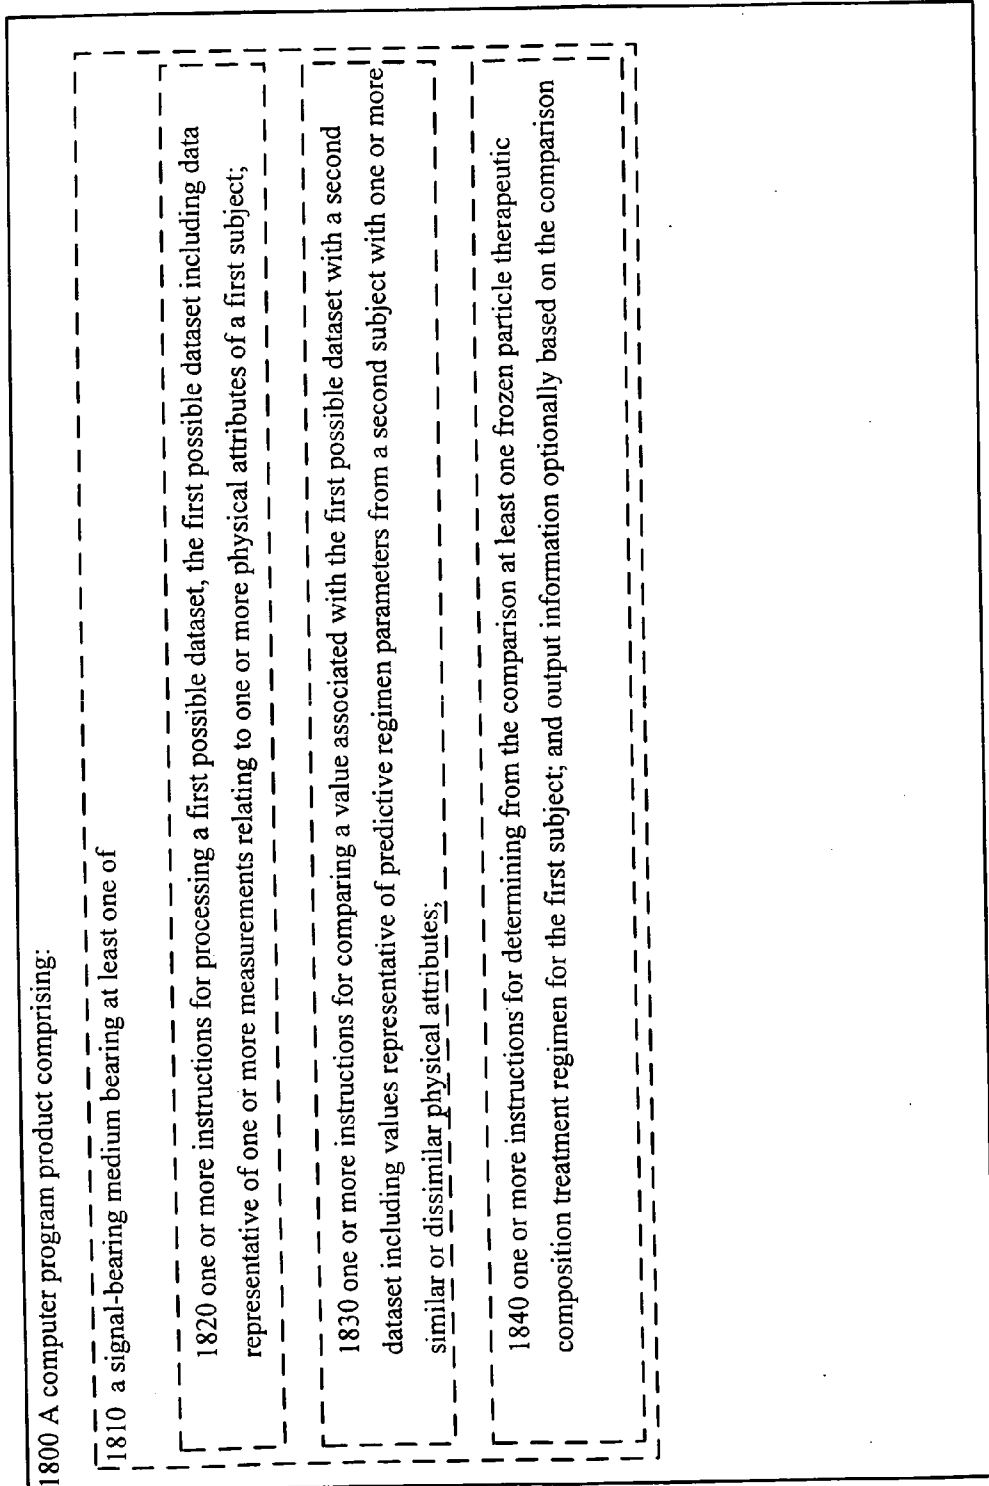 1800 A computer program product comprising:
1810 a signal-bearing medium bearing at least one of
1820 one or more instructions for processing a first possible dataset, the first possible dataset including data
representative of one or more measurements relating to one or more physical attributes of a first subject;
1830 one or more instructions for comparing a value associated with the first possible dataset with a second
dataset including values representative of predictive regimen parameters from a second subject with one or more
similar or dissimilar physical attributes;
1840 one or more instructions for determining from the comparison at least one frozen particle therapeutic
composition treatment regimen for the first subject; and output information optionally based on the comparison